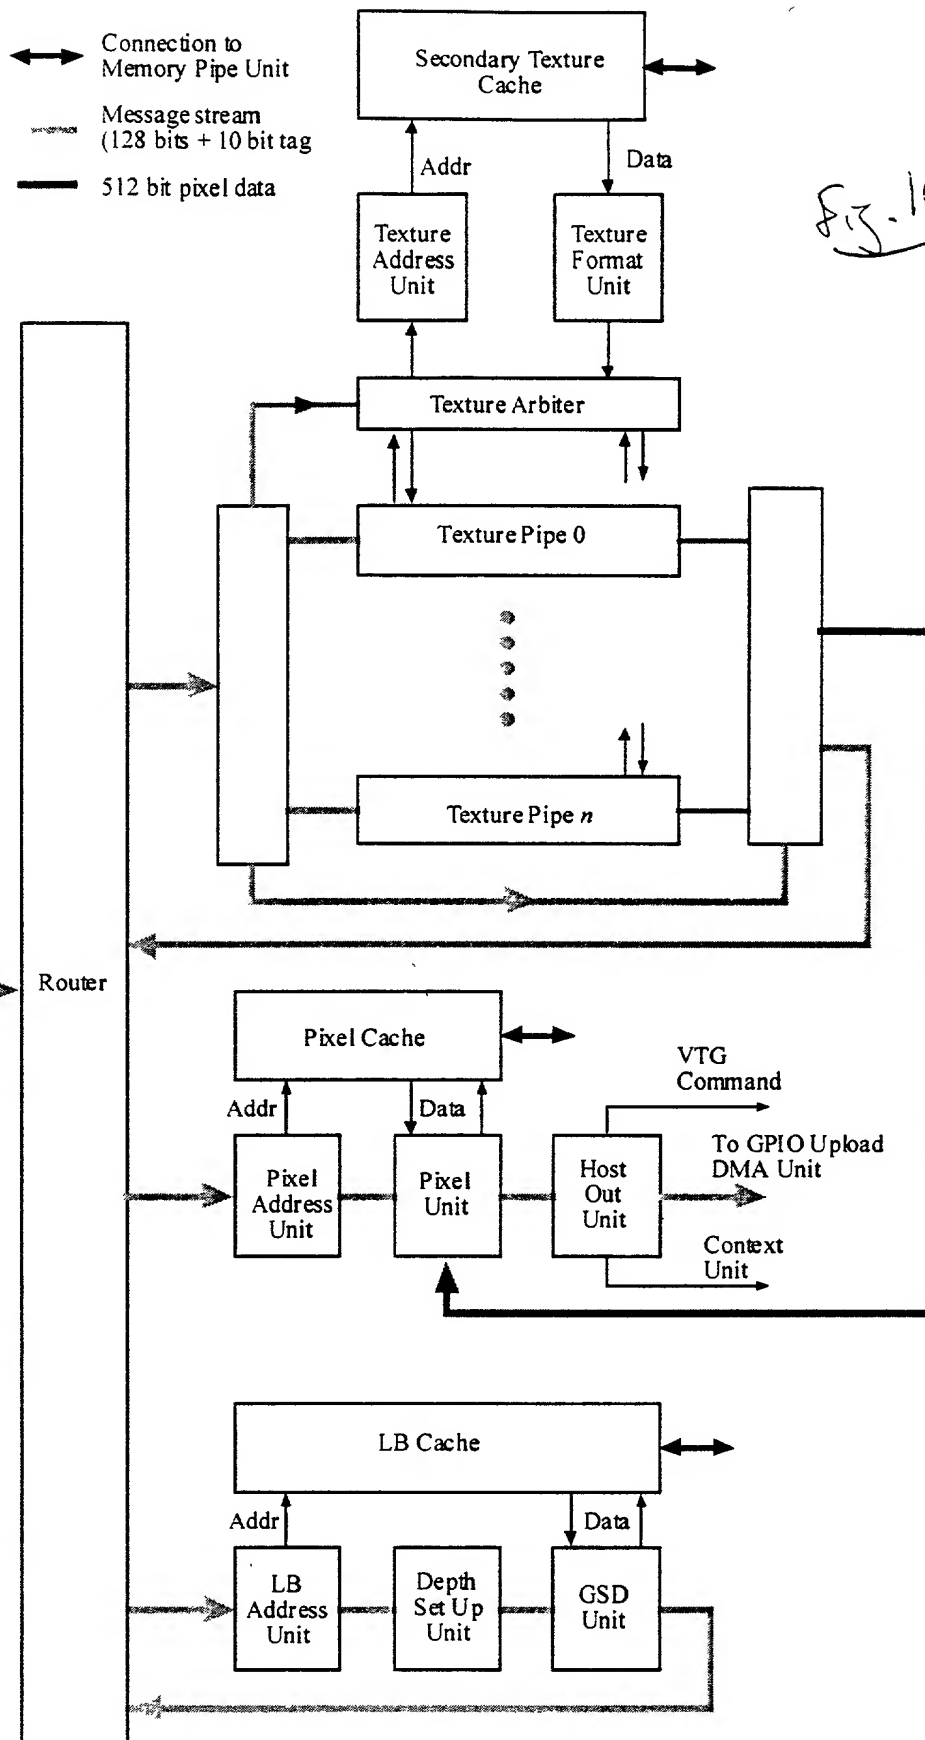 Connection to
Memory Pipe Unit
Message stream
(128 bits + 10 bit tag
512 bit pixel data
Secondary Texture
Cache
Addr
Data
Texture
Address
Unit
Texture
Format
Unit
Fig.
Texture Arbiter
Texture Pipe 0
Texture Pipe n
Router
Pixel Cache
Addr
Data
Pixel
Address
Unit
Pixel
Unit
Host
Out
Unit
VTG
Command
To GPIO Upload
DMA Unit
Context
Unit
LB Cache
Addr
Data
LB
Address
Unit
Depth
Set Up
Unit
GSD
Unit